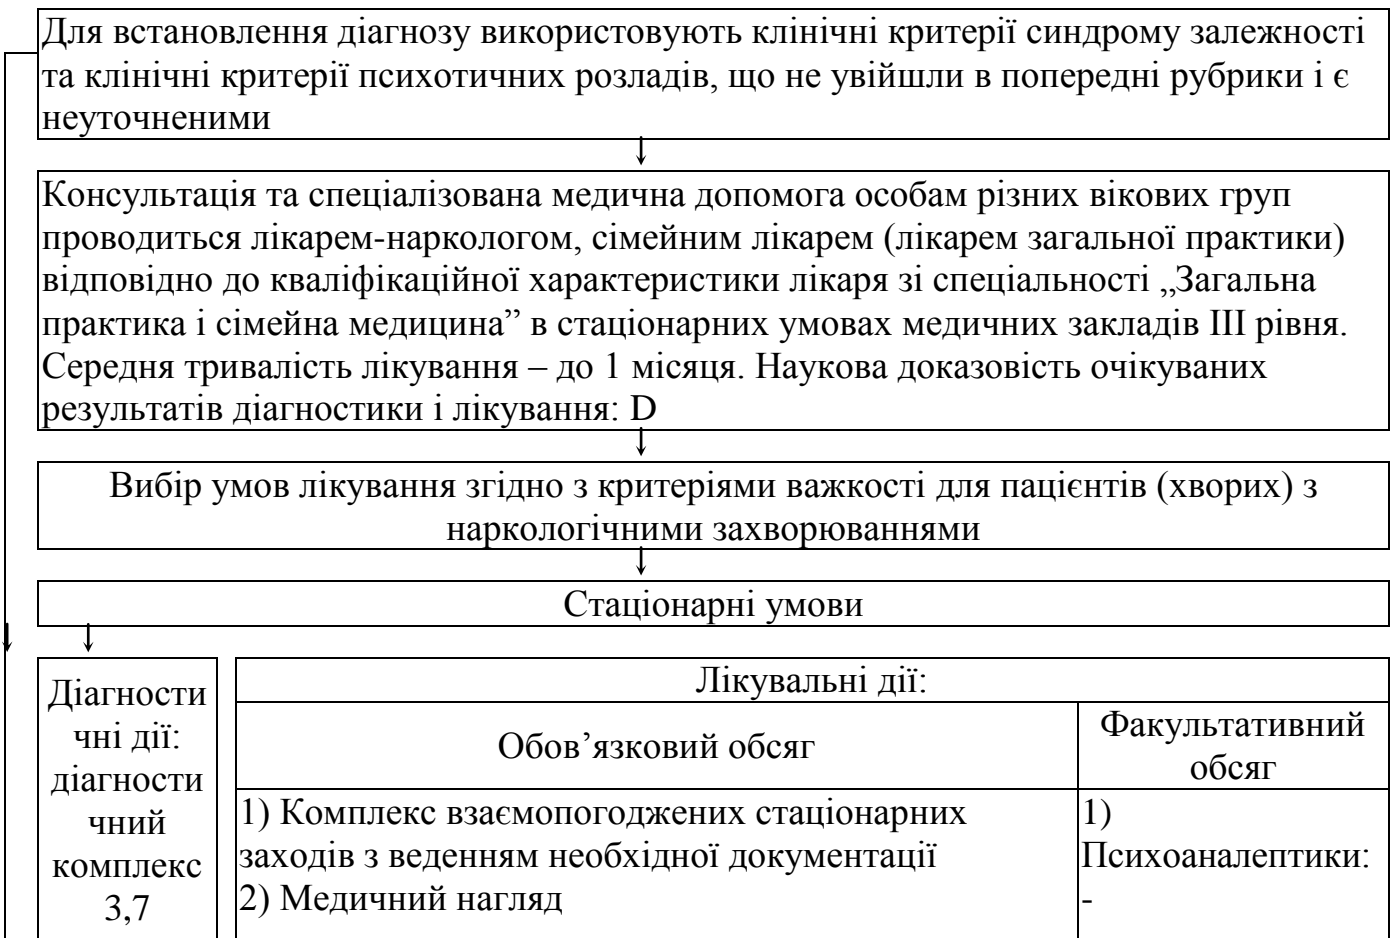 Для встановлення діагнозу використовують клінічні критерії синдрому залежності
та клінічні критерії психотичних розладів, що не увійшли в попередні рубрики і є
неуточненими
Консультація та спеціалізована медична допомога особам різних вікових груп
проводиться лікарем-наркологом, сімейним лікарем (лікарем загальної практики)
відповідно до кваліфікаційної характеристики лікаря зі спеціальності „Загальна
практика і сімейна медицина” в стаціонарних умовах медичних закладів ІІІ рівня.
Середня тривалість лікування – до 1 місяця. Наукова доказовість очікуваних
результатів діагностики і лікування: D
Вибір умов лікування згідно з критеріями важкості для пацієнтів (хворих) з
наркологічними захворюваннями
Стаціонарні умови
Діагности
чні дії:
діагности
чний
комплекс
3,7
Лікувальні дії:
Обов’язковий обсяг
Факультативний
обсяг
1) Комплекс взаємопогоджених стаціонарних
заходів з веденням необхідної документації
2) Медичний нагляд
1)
Психоаналептики:
-